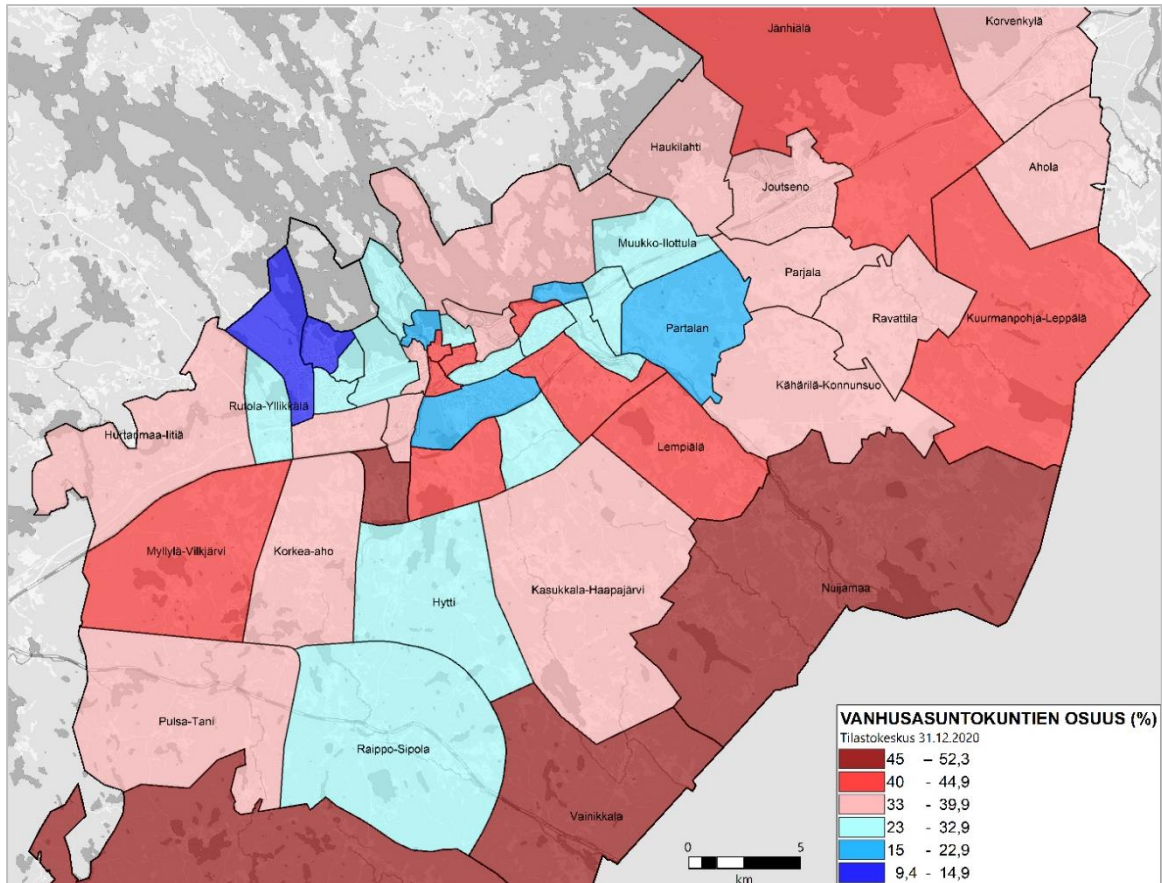 Jänhiälä
Korvenkylä
Haukilahti
Joutseno
Ahola
Muukko-Ilottula
Parjala
Partalan
Ravattila
Kuurmanpohja-Leppälä
Kähärilä-Konnunsuo
Rutola-Yllikkälä
Hurtanmaa-Iitiä
Lempiälä
Myllylä-Vilkjärvi
Korkea-aho
Hytti
Kasukkala-Haapajärvi
Nuijamaa
Pulsa-Tani
Raippo-Sipola
Vainikkala
VANHUSASUNTOKUNTIEN OSUUS (%)
Tilastokeskus 31.12.2020
45 – 52,3
40 - 44,9
33 - 39,9
23 - 32,9
15 - 22,9
9,4 - 14,9
0 5
km